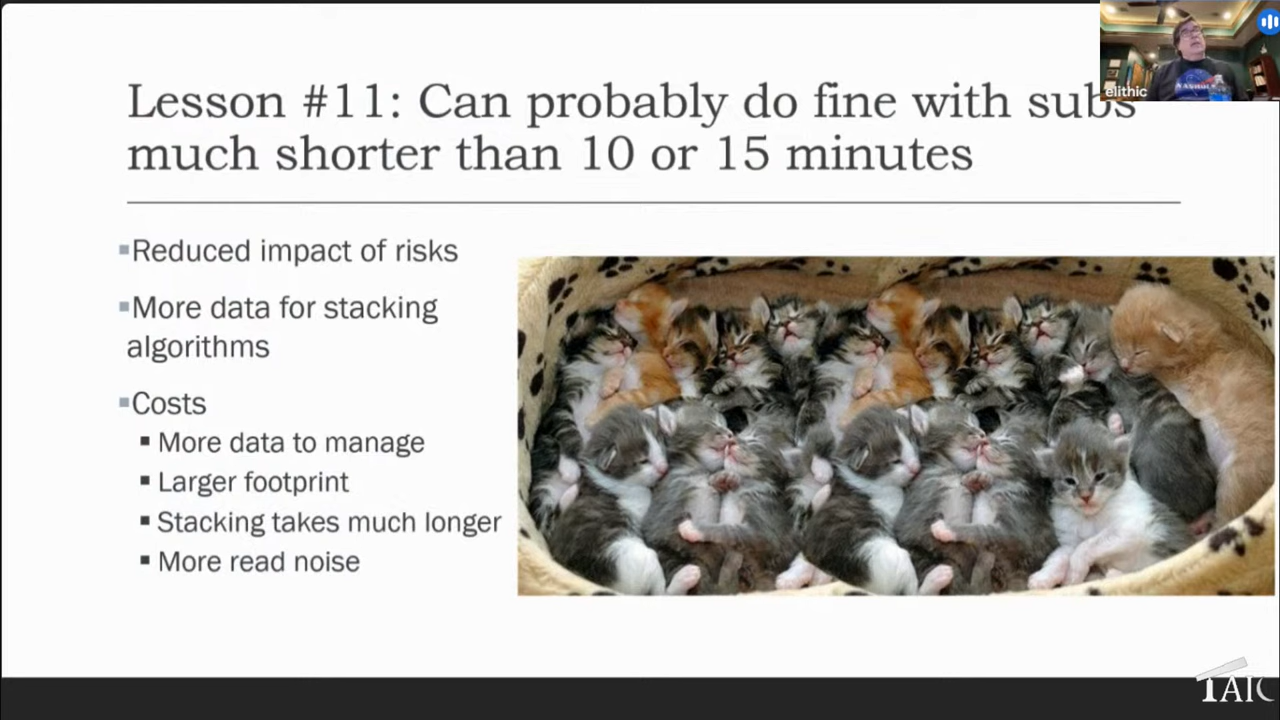 Lesson #11: Can probably do fine with subs
much shorter than 10 or 15 minutes
elithic
Reduced impact of risks
More data for stacking
algorithms
Costs
More data to manage
Larger footprint
Stacking takes much longer
More read noise
TAIC